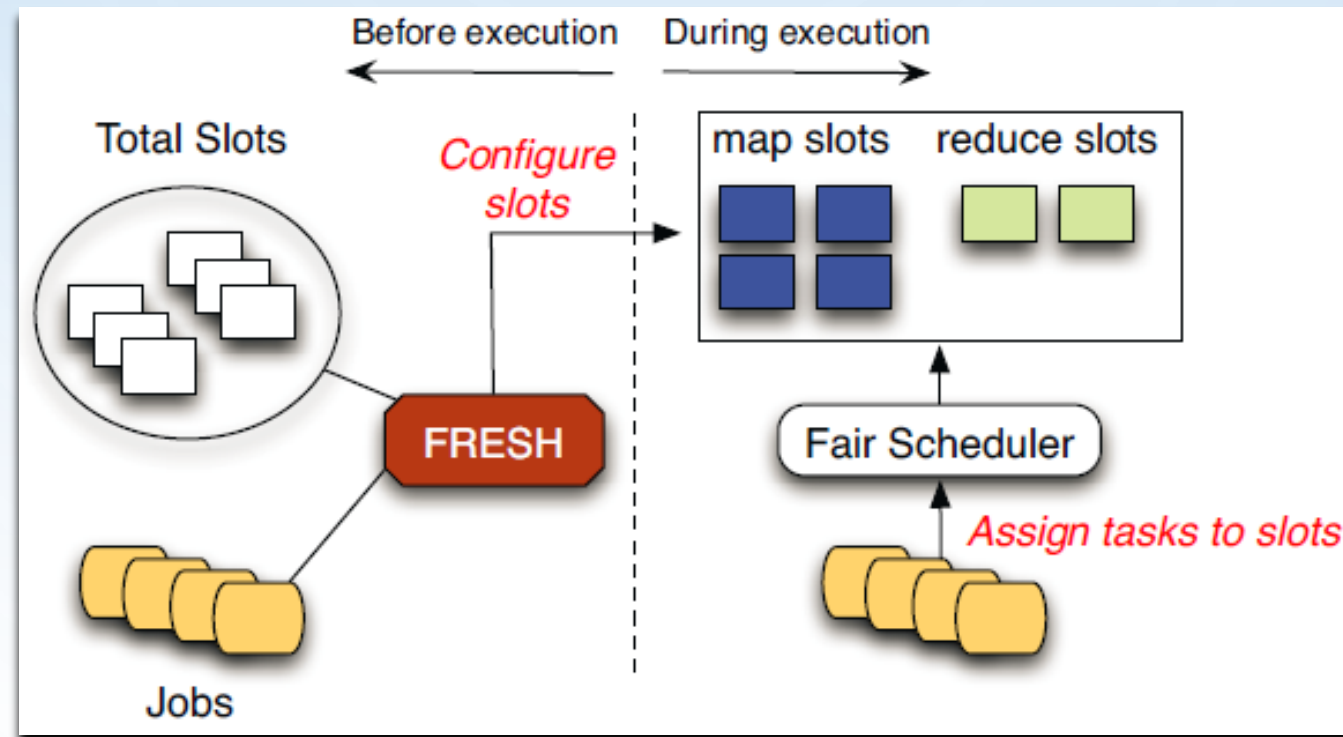 Before execution
During execution
Total Slots
Configure
slots
map slots
reduce slots
FRESH
Fair Scheduler
Assign tasks to slots
Jobs